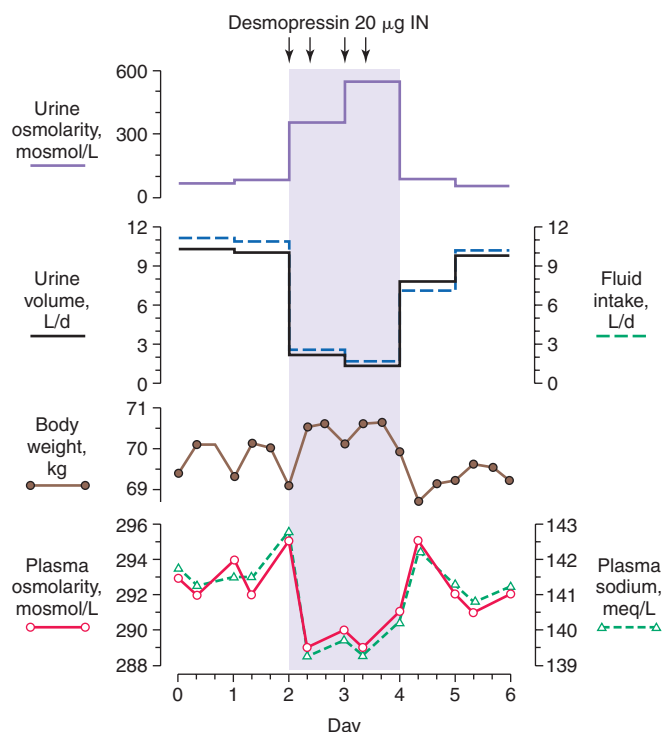 Desmopressin 20 μg IN
600
300
0
Urine
osmolarity,
mosmol/L
12
9
6
3
0
Urine
volume,
L/d
12
9
6
3
0
Fluid
intake,
L/d
71
70
69
Body
weight,
kg
296
294
292
290
288
Plasma
osmolarity,
mosmol/L
143
142
141
140
139
Plasma
sodium,
meq/L
0 1 2 3 4 5 6
Day